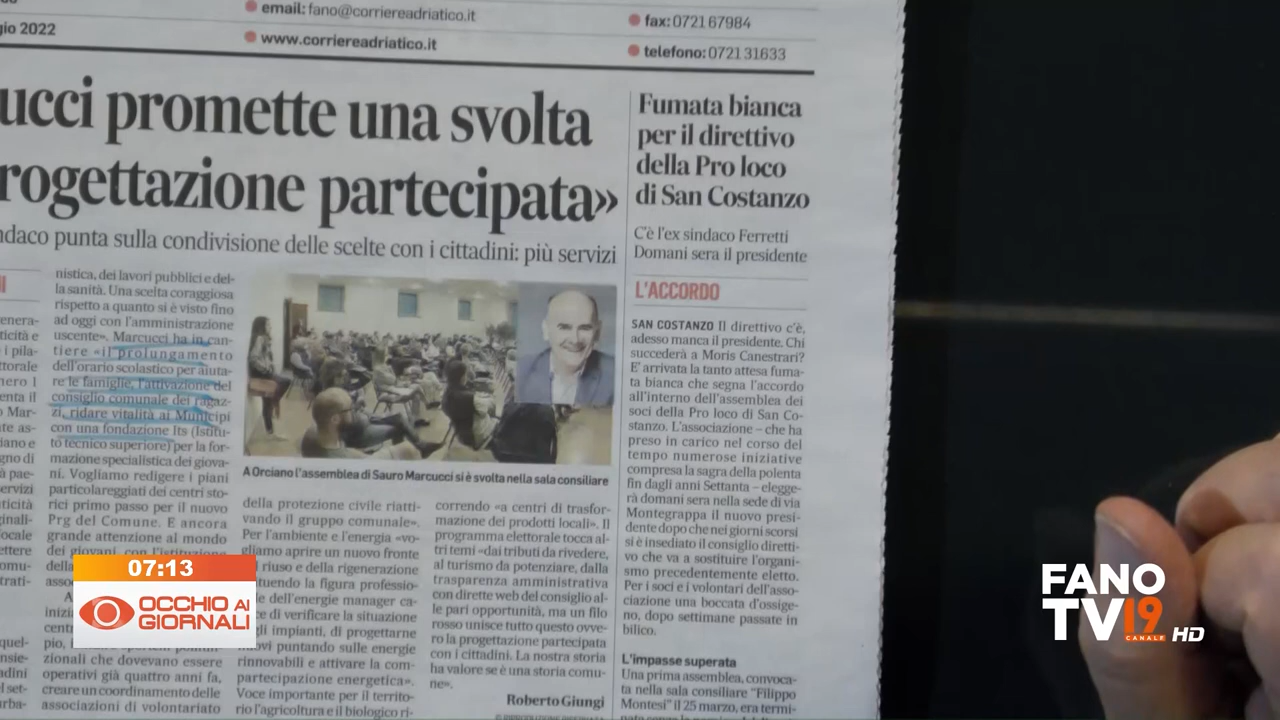 email: fano@corriereadriatico.it
www.corriereadriatico.it
fax: 0721 67984
telefono: 0721 31633
2022
promette una svolta
partecipata»
punta sulla condivisione delle scelte con i cittadini: più servizi
nistica, dei lavori pubblici e del-
la sanità. Una scelta coraggiosa
rispetto a quanto si è visto fino
ad oggi con l'amministrazione
uscente». Marcucci ha in can-
tiere «il prolungamento
dell'orario scolastico per aiuta-
re le famiglie, l'attivazione del
consiglio comunale dei ragaz-
zi, ridare vitalità ai Municipi
con una fondazione Its (Istitu-
to tecnico superiore) per la for-
mazione specialistica dei giova-
ni. Vogliamo redigere i piani
particolareggiati dei centri sto-
rici primo passo per il nuovo
Prg del Comune. E ancora
grande attenzione al mondo
dei giovani, con l'istituzione
zionali che dovevano essere
operativi già quattro anni fa,
creare un coordinamento delle
associazioni di volontariato
A Orciano l'assemblea di Sauro Marcucci si è svolta nella sala consiliare
della protezione civile riatti-
vando il gruppo comunale».
Per l'ambiente e l'energia «vo-
gliamo aprire un nuovo fronte
riuso e della rigenerazione
la figura professio-
dell'energia manager ca-
di verificare la situazione
impianti, di progettarne
puntando sulle energie
rinnovabili e attivare la com-
partecipazione energetica».
Voce importante per il territo-
rio l'agricoltura e il biologico ri-
correndo «a centri di trasfor-
mazione dei prodotti locali». Il
programma elettorale tocca al-
tri temi «dai tributi da rivedere,
al turismo da potenziare, dalla
trasparenza amministrativa
con dirette web del consiglio al-
le pari opportunità, ma un filo
rosso unisce tutto questo ovve-
ro la progettazione partecipata
con i cittadini. La nostra storia
ha valore se è una storia comu-
ne».
Roberto Giungi
Fumata bianca
per il direttivo
della Pro loco
di San Costanzo
C'è l'ex sindaco Ferretti
Domani sera il presidente
L'ACCORDO
SAN COSTANZO Il direttivo c'è,
adesso manca il presidente. Chi
succederà a Moris Canestrari?
E' arrivata la tanto attesa fuma-
ta bianca che segna l'accordo
all'interno dell'assemblea dei
soci della Pro loco di San Co-
stanzo. L'associazione – che ha
preso in carico nel corso del
tempo numerose iniziative
compresa la sagra della polenta
fin dagli anni Settanta – elegge-
rà domani sera nella sede di via
Montegrappa il nuovo presi-
dente dopo che nei giorni scorsi
si è insediato il consiglio diretti-
vo che va a sostituire l'organi-
smo precedentemente eletto.
Per i soci e i volontari dell'asso-
ciazione una boccata d'ossige-
no, dopo settimane passate in
bilico.
L'impasse superata
Una prima assemblea, convoca-
ta nella sala consiliare "Filippo
Montesi" il 25 marzo, era termi-
07:13
OCCHIO AI
GIORNALI
FANO
TV19
CANALE
HD